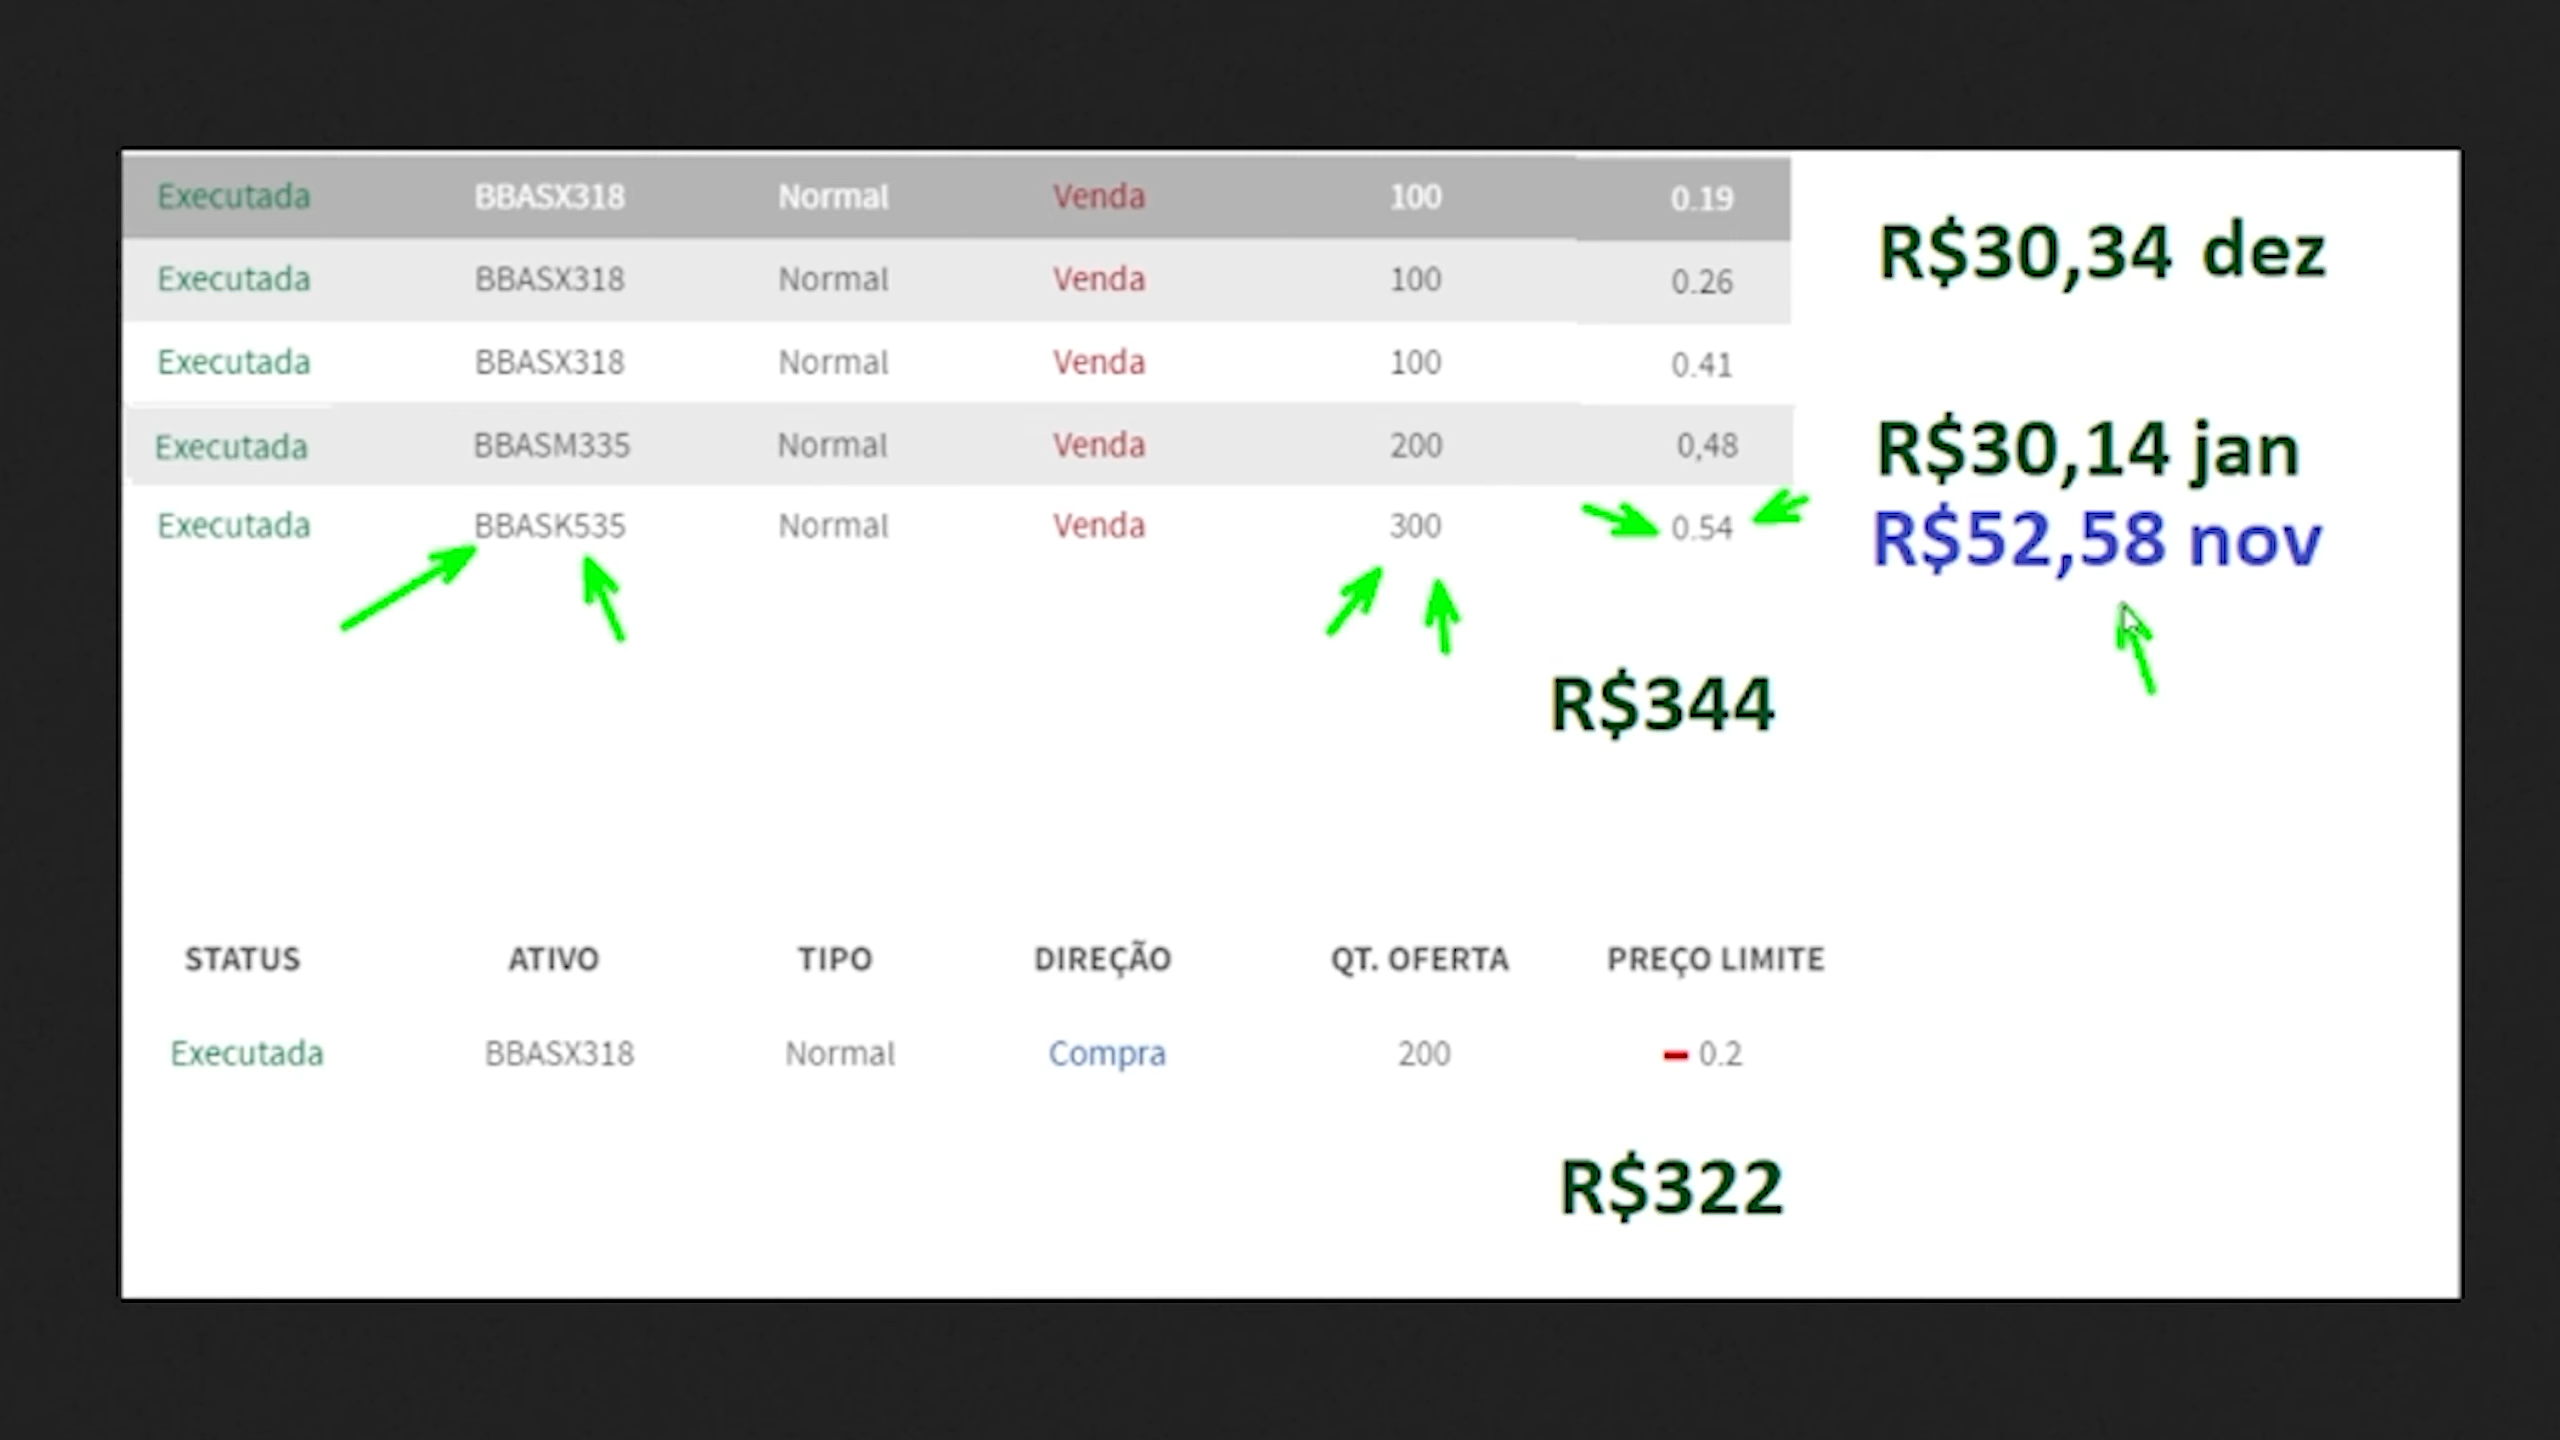 Executada BBASX318 Normal Venda 100 0.19
R$30,34 dez
Executada BBASX318 Normal Venda 100 0.26
Executada BBASX318 Normal Venda 100 0.41
Executada BBASM335 Normal Venda 200 0,48 R$30,14 jan
Executada BBASK535 Normal Venda 300 0.54 R$52,58 nov
R$344
STATUS ATIVO TIPO DIREÇÃO QT. OFERTA PREÇO LIMITE
Executada BBASX318 Normal Compra 200 - 0.2
R$322